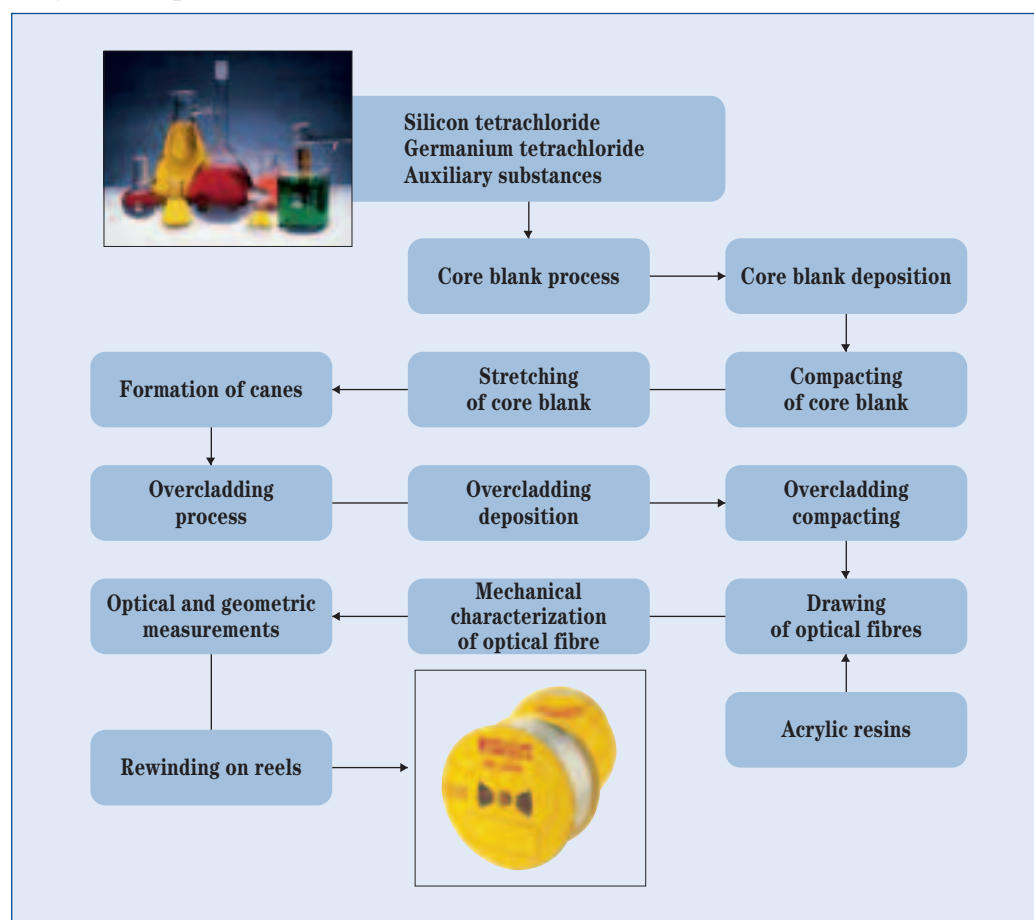 Silicon tetrachloride
Germanium tetrachloride
Auxiliary substances
Core blank process
Core blank deposition
Formation of canes
Stretching
of core blank
Compacting
of core blank
Overcladding
process
Overcladding
deposition
Overcladding
compacting
Optical and geometric
measurements
Mechanical
characterization
of optical fibre
Drawing
of optical fibres
Acrylic resins
Rewinding on reels